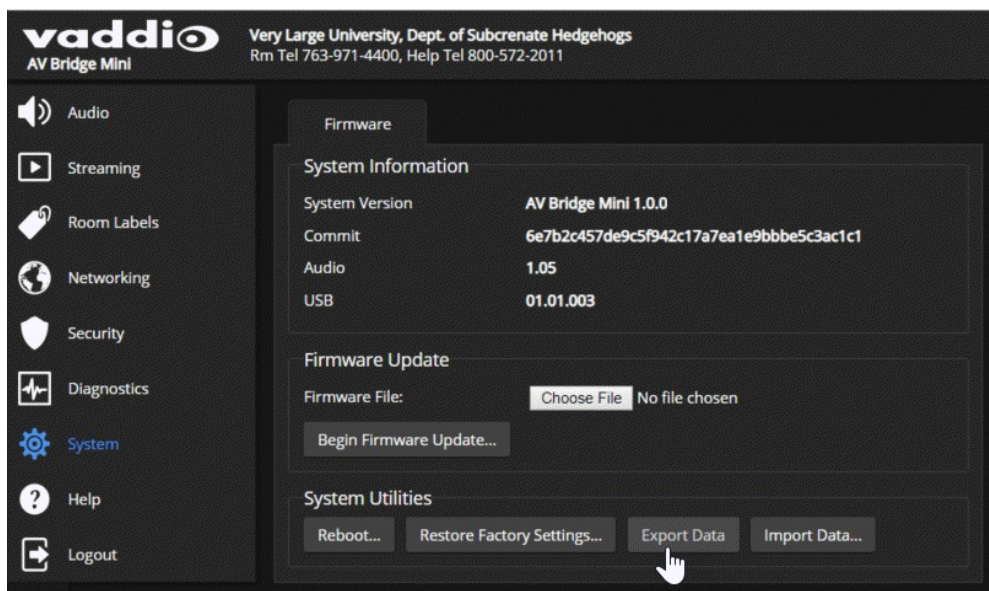 vaddio
AV Bridge Mini
Very Large University, Dept. of Subcrenate Hedgehogs
Rm Tel 763-971-4400, Help Tel 800-572-2011
Audio
Streaming
Room Labels
Networking
Security
Diagnostics
System
Help
Logout
Firmware
System Information
System Version AV Bridge Mini 1.0.0
Commit 6e7b2c457de9c5f942c17a7ea1e9bbbe5c3ac1c1
Audio 1.05
USB 01.01.003
Firmware Update
Firmware File: Choose File No file chosen
Begin Firmware Update...
System Utilities
Reboot... Restore Factory Settings... Export Data Import Data...